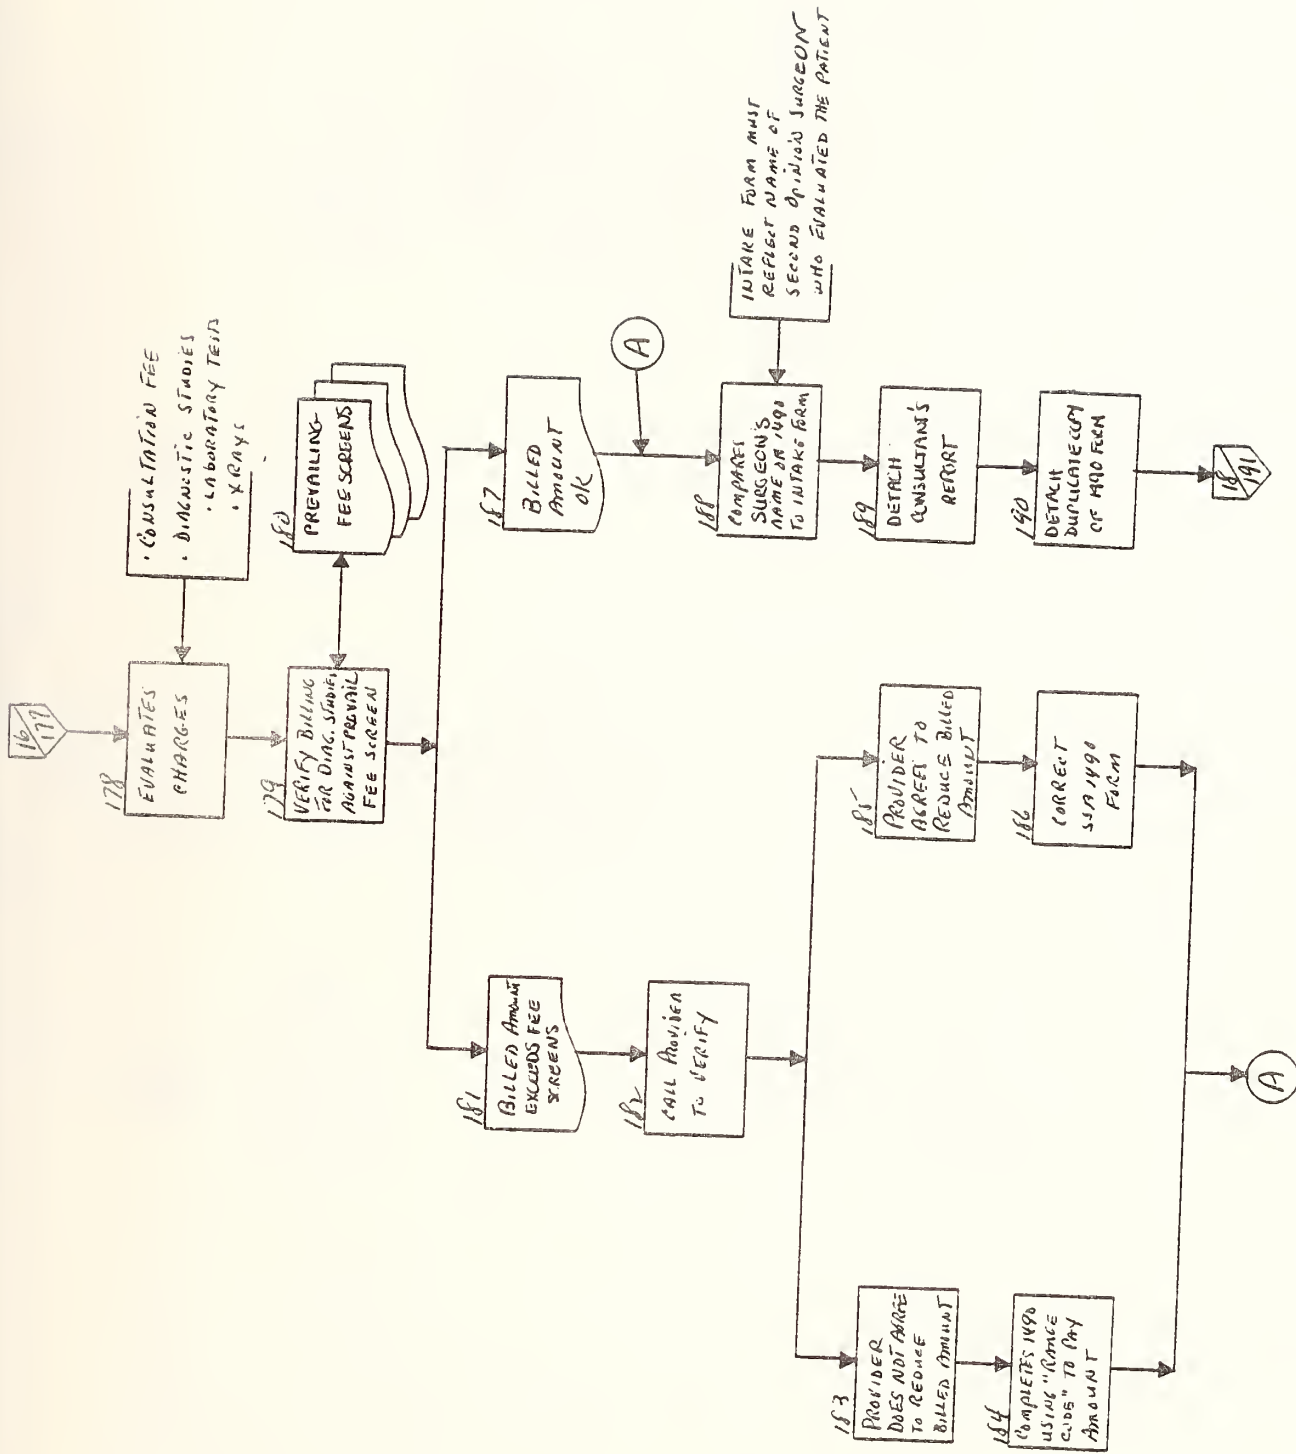 16/177
178
EVALUATES
CHARGES
· CONSULTATION FEE
· DIAGNOSTIC STUDIES
· LABORATORY TESTS
· XRAYS
179
VERIFY BILLING
FOR DIAG. STUDIES
AGAINST PREVAIL
FEE SCREEN
180
PREVAILING
FEE SCREENS
181
BILLED AMOUNT
EXCEEDS FEE
SCREENS
182
CALL PROVIDER
TO VERIFY
183
PROVIDER
DOES NOT AGREE
TO REDUCE
BILLED AMOUNT
184
COMPLETES 1490
USING "RANGE
CODE" TO PAY
AMOUNT
185
PROVIDER
AGREES TO
REDUCE BILLED
AMOUNT
186
CORRECT
SSA 1490
FORM
A
187
BILLED
AMOUNT
OK
A
188
COMPARES
SURGEON'S
NAME ON 1490
TO INTAKE FORM
INTAKE FORM MUST
REFLECT NAME OF
SECOND OPINION SURGEON
WHO EVALUATED THE PATIENT
189
DETACH
CONSULTANT'S
REPORT
190
DETACH
DUPLICATE COPY
OF 1490 FORM
18/191